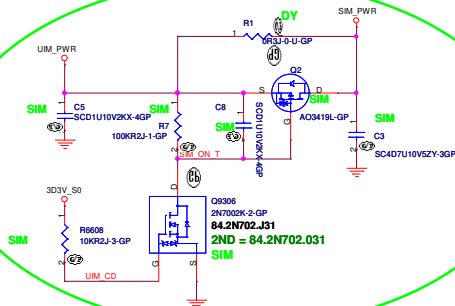 R1
DY
SIM_PWR
1
0R3J-0-U-GP
UIM_PWR
Q2
S
D
SIM
AO3419L-GP
G
SIM
C5
SCD1U10V2KX-4GP
SIM
R7
100KR2J-1-GP
C8
SIM
SCD1U10V2KX-4GP
SIM
C3
SC4D7U10V5ZY-3GP
SIM_ON_T
D
3D3V_S0
Q9306
2N7002K-2-GP
84.2N702.J31
2ND = 84.2N702.031
SIM
SIM
R6608
10KR2J-3-GP
UIM_CD
G
S